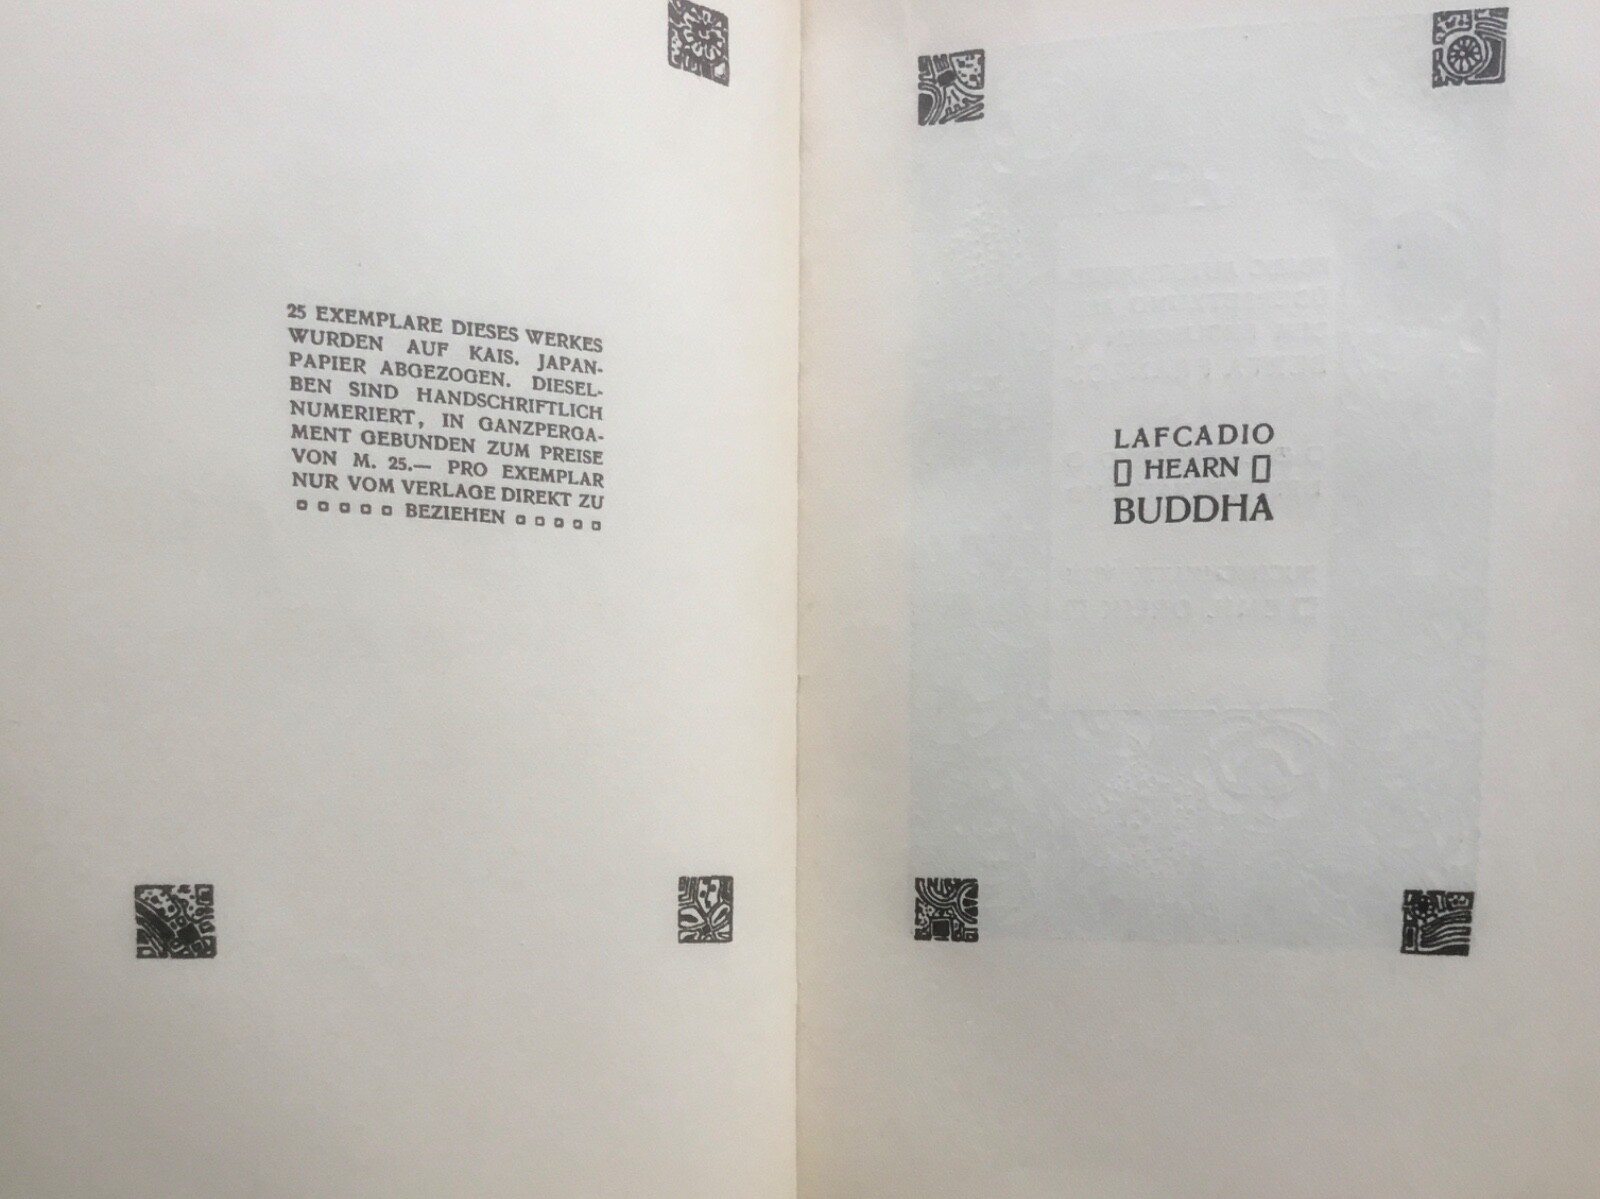 25 EXEMPLARE DIESES WERKES
WURDEN AUF KAIS. JAPAN-
PAPIER ABGEZOGEN. DIESEL-
BEN SIND HANDSCHRIFTLICH
NUMERIERT, IN GANZPERGA-
MENT GEBUNDEN ZUM PREISE
VON M. 25.— PRO EXEMPLAR
NUR VOM VERLAGE DIREKT ZU
BEZIEHEN
LAFCADIO
HEARN
BUDDHA